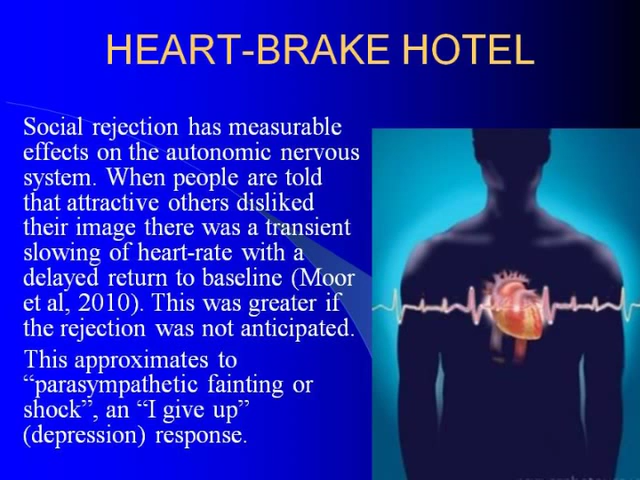 HEART-BRAKE HOTEL
Social rejection has measurable
effects on the autonomic nervous
system. When people are told
that attractive others disliked
their image there was a transient
slowing of heart-rate with a
delayed return to baseline (Moor
et al, 2010). This was greater if
the rejection was not anticipated.
This approximates to
“parasympathetic fainting or
shock”, an “I give up”
(depression) response.